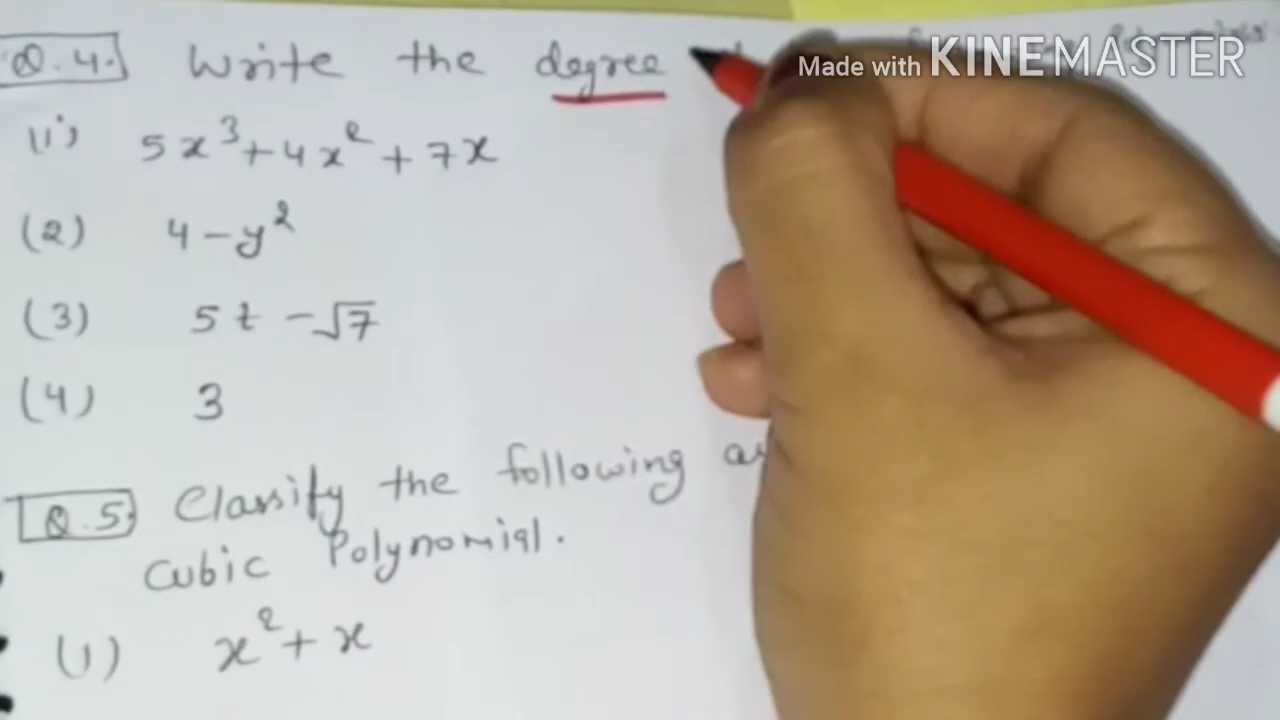 Q.4. Write the degree
Made with KINEMASTER
(i) 5x³+4x²+7x
(2) 4-y²
(3) 5t-√7
(4) 3
Q.5. Classify the following
cubic Polynomial.
(1) x²+x